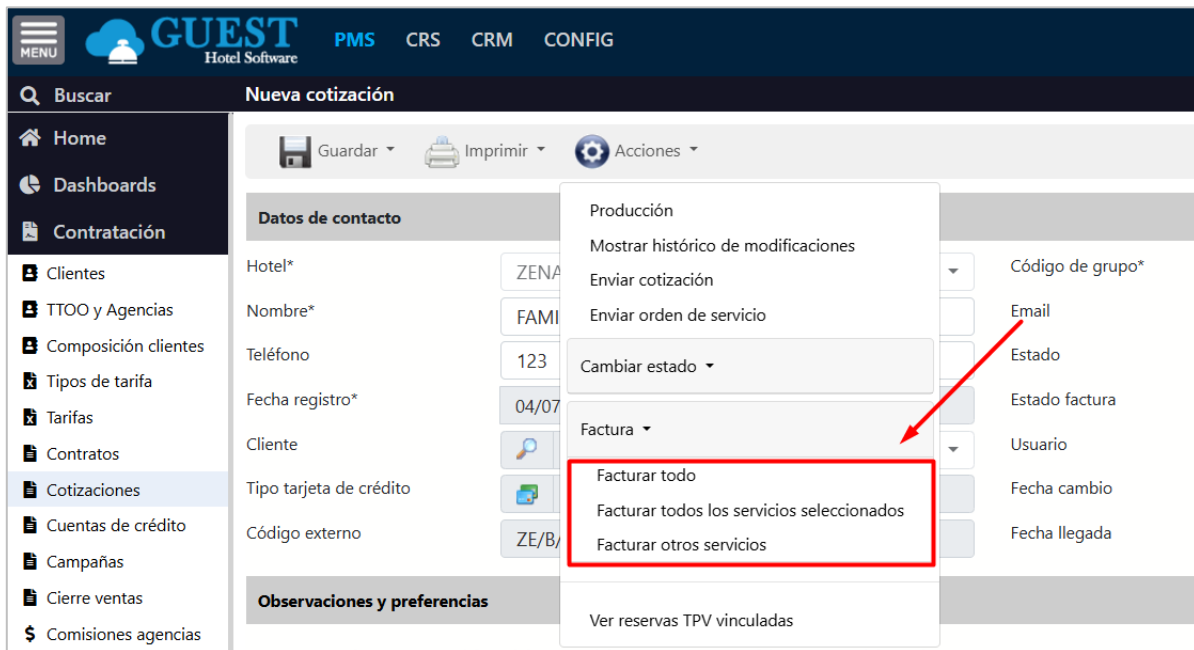 MENU
GUEST
Hotel Software
PMS CRS CRM CONFIG
Buscar
Nueva cotización
Home
Dashboards
Contratación
Clientes
TTOO y Agencias
Composición clientes
Tipos de tarifa
Tarifas
Contratos
Cotizaciones
Cuentas de crédito
Campañas
Cierre ventas
$ Comisiones agencias
Guardar Imprimir Acciones
Datos de contacto
Hotel* ZENA Código de grupo*
Nombre* FAMI Email
Teléfono 123 Estado
Fecha registro* 04/07 Estado factura
Cliente Usuario
Tipo tarjeta de crédito Fecha cambio
Código externo ZE/B/ Fecha llegada
Observaciones y preferencias
Producción
Mostrar histórico de modificaciones
Enviar cotización
Enviar orden de servicio
Cambiar estado
Factura
Facturar todo
Facturar todos los servicios seleccionados
Facturar otros servicios
Ver reservas TPV vinculadas